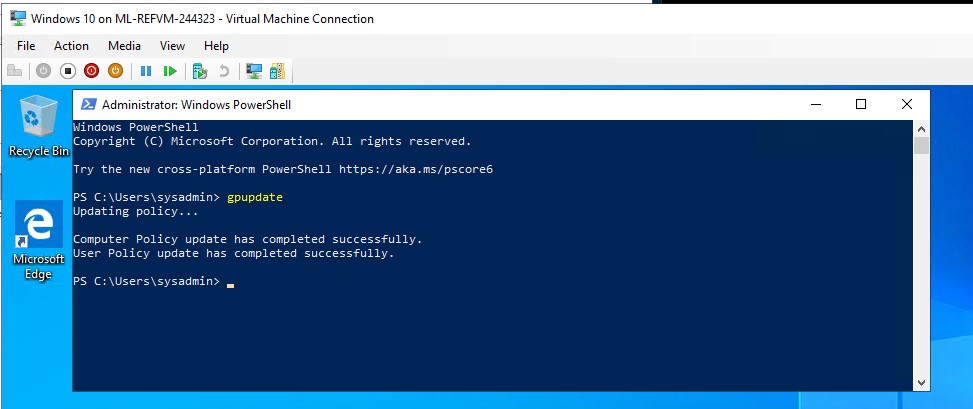 Windows 10 on ML-REFVM-244323 - Virtual Machine Connection
File Action Media View Help
Recycle Bin
Microsoft
Edge
Administrator: Windows PowerShell
Windows PowerShell
Copyright (C) Microsoft Corporation. All rights reserved.
Try the new cross-platform PowerShell https://aka.ms/pscore6
PS C:\Users\sysadmin> gpupdate
Updating policy...
Computer Policy update has completed successfully.
User Policy update has completed successfully.
PS C:\Users\sysadmin>